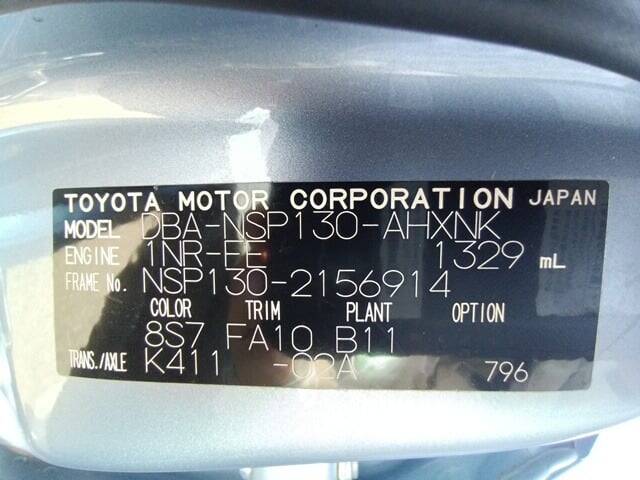 TOYOTA MOTOR CORPORATION JAPAN
MODEL DBA-NSP130-AHXNK
ENGINE 1NR-FE 1329 mL
FRAME No. NSP130-2156914
COLOR TRIM PLANT OPTION
8S7 FA10 B11
TRANS./AXLE K411 -02A 796